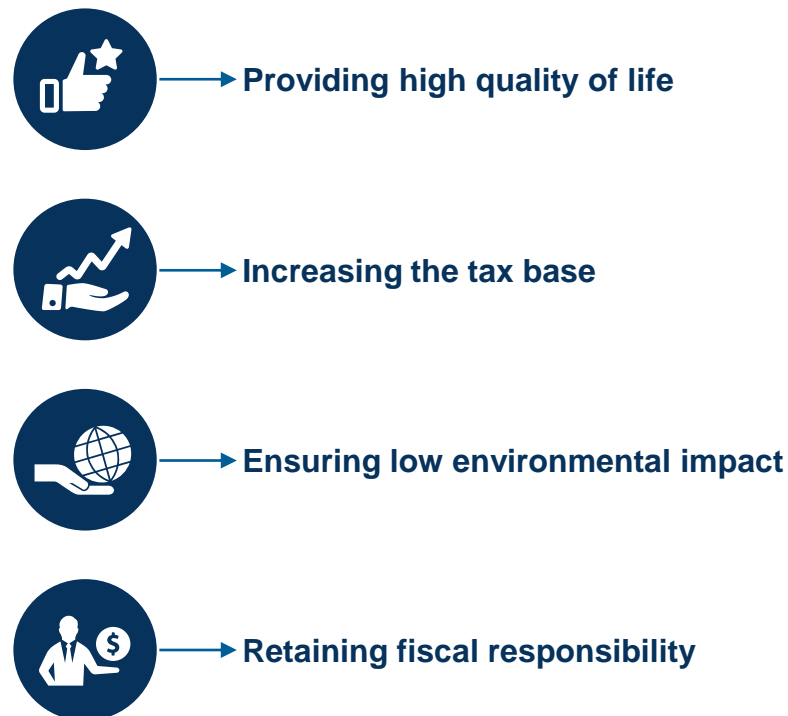 Providing high quality of life
Increasing the tax base
Ensuring low environmental impact
$
Retaining fiscal responsibility